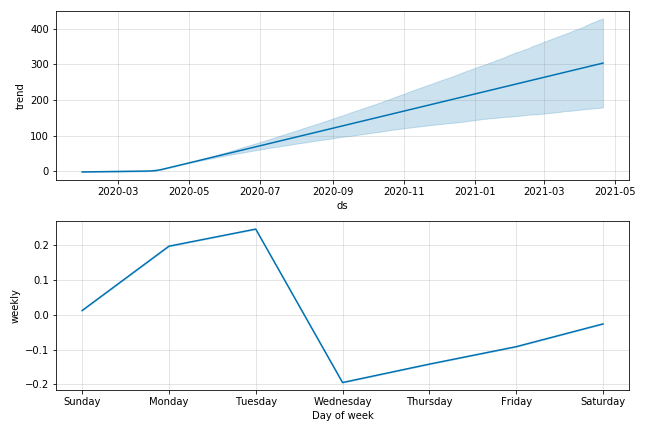 400
300
200
100
0
trend
2020-03 2020-05 2020-07 2020-09 2020-11 2021-01 2021-03 2021-05
ds
0.2
0.1
0.0
−0.1
−0.2
weekly
Sunday Monday Tuesday Wednesday Thursday Friday Saturday
Day of week